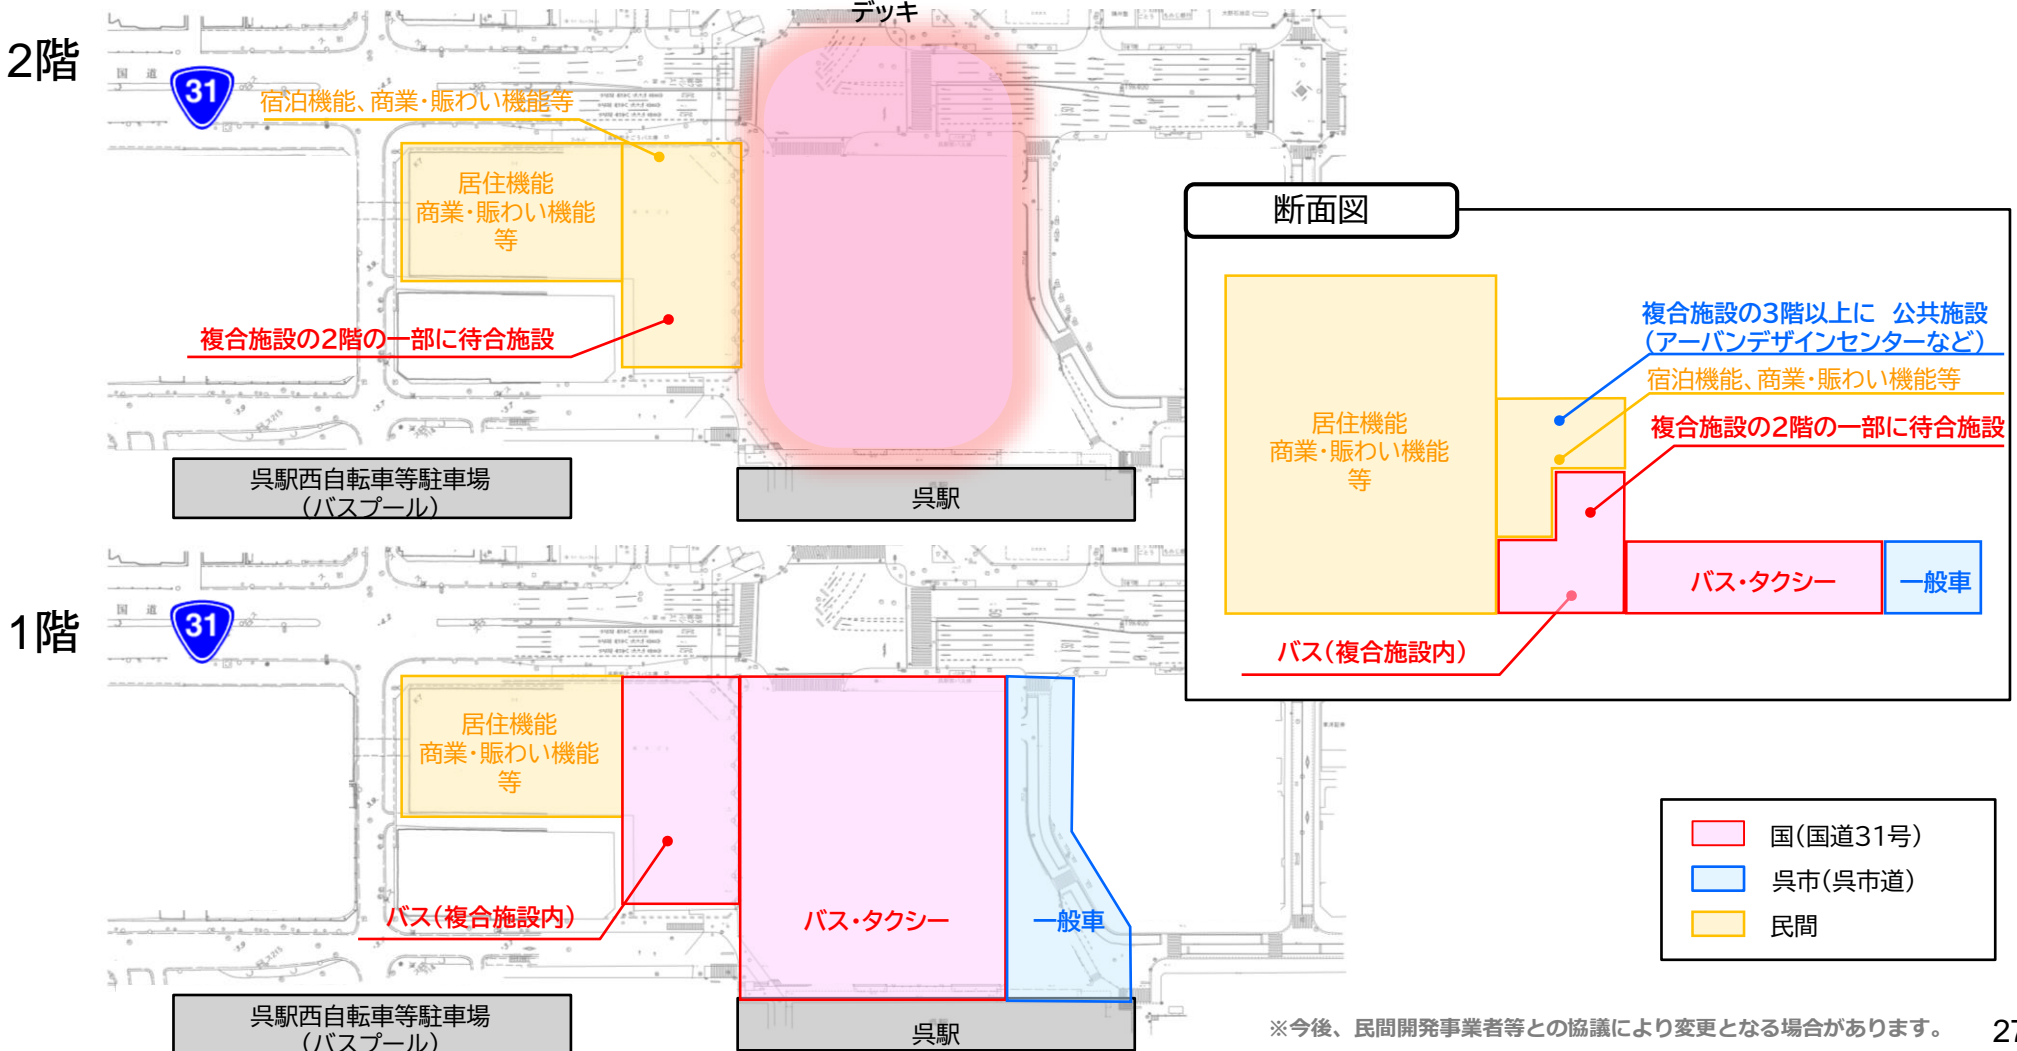 デッキ
2階
国道
31
宿泊機能、商業・賑わい機能等
居住機能
商業・賑わい機能
等
複合施設の2階の一部に待合施設
呉駅西自転車等駐車場
(バスプール)
呉駅
断面図
複合施設の3階以上に 公共施設
(アーバンデザインセンターなど)
宿泊機能、商業・賑わい機能等
複合施設の2階の一部に待合施設
居住機能
商業・賑わい機能
等
バス・タクシー
一般車
バス(複合施設内)
1階
国道
31
居住機能
商業・賑わい機能
等
バス(複合施設内)
バス・タクシー
一般車
呉駅西自転車等駐車場
(バスプール)
呉駅
国(国道31号)
呉市(呉市道)
民間
※今後、民間開発事業者等との協議により変更となる場合があります。
27